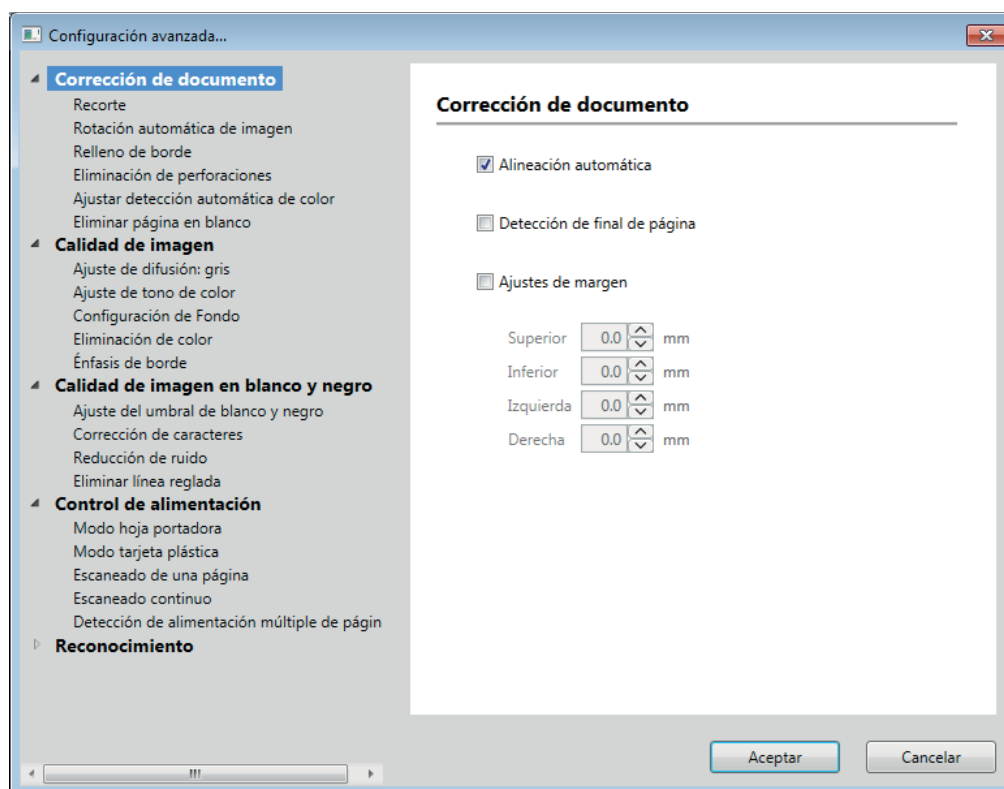 Configuración avanzada...
Corrección de documento
Recorte
Rotación automática de imagen
Relleno de borde
Eliminación de perforaciones
Ajustar detección automática de color
Eliminar página en blanco
Calidad de imagen
Ajuste de difusión: gris
Ajuste de tono de color
Configuración de Fondo
Eliminación de color
Énfasis de borde
Calidad de imagen en blanco y negro
Ajuste del umbral de blanco y negro
Corrección de caracteres
Reducción de ruido
Eliminar línea reglada
Control de alimentación
Modo hoja portadora
Modo tarjeta plástica
Escaneado de una página
Escaneado continuo
Detección de alimentación múltiple de págin
Reconocimiento
Corrección de documento
Alineación automática
Detección de final de página
Ajustes de margen
Superior 0.0 mm
Inferior 0.0 mm
Izquierda 0.0 mm
Derecha 0.0 mm
Aceptar Cancelar